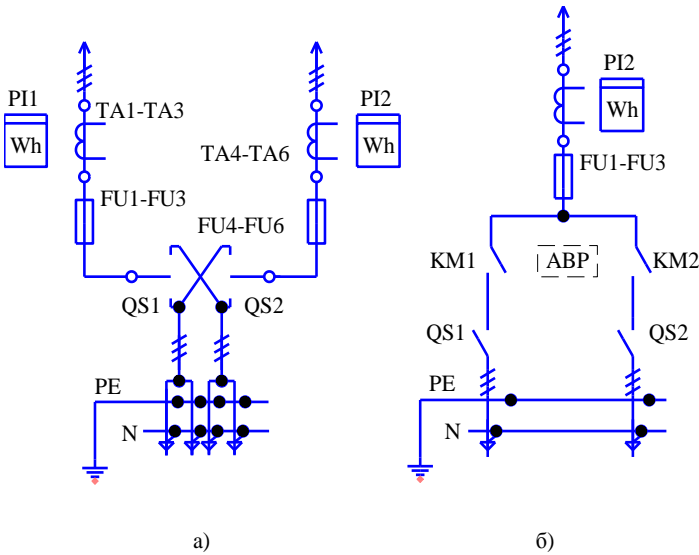 PI1
Wh
TA1-TA3
PI2
Wh
TA4-TA6
FU1-FU3
FU4-FU6
QS1
QS2
PE
N
а)
PI2
Wh
FU1-FU3
KM1
АВР
KM2
QS1
QS2
PE
N
б)